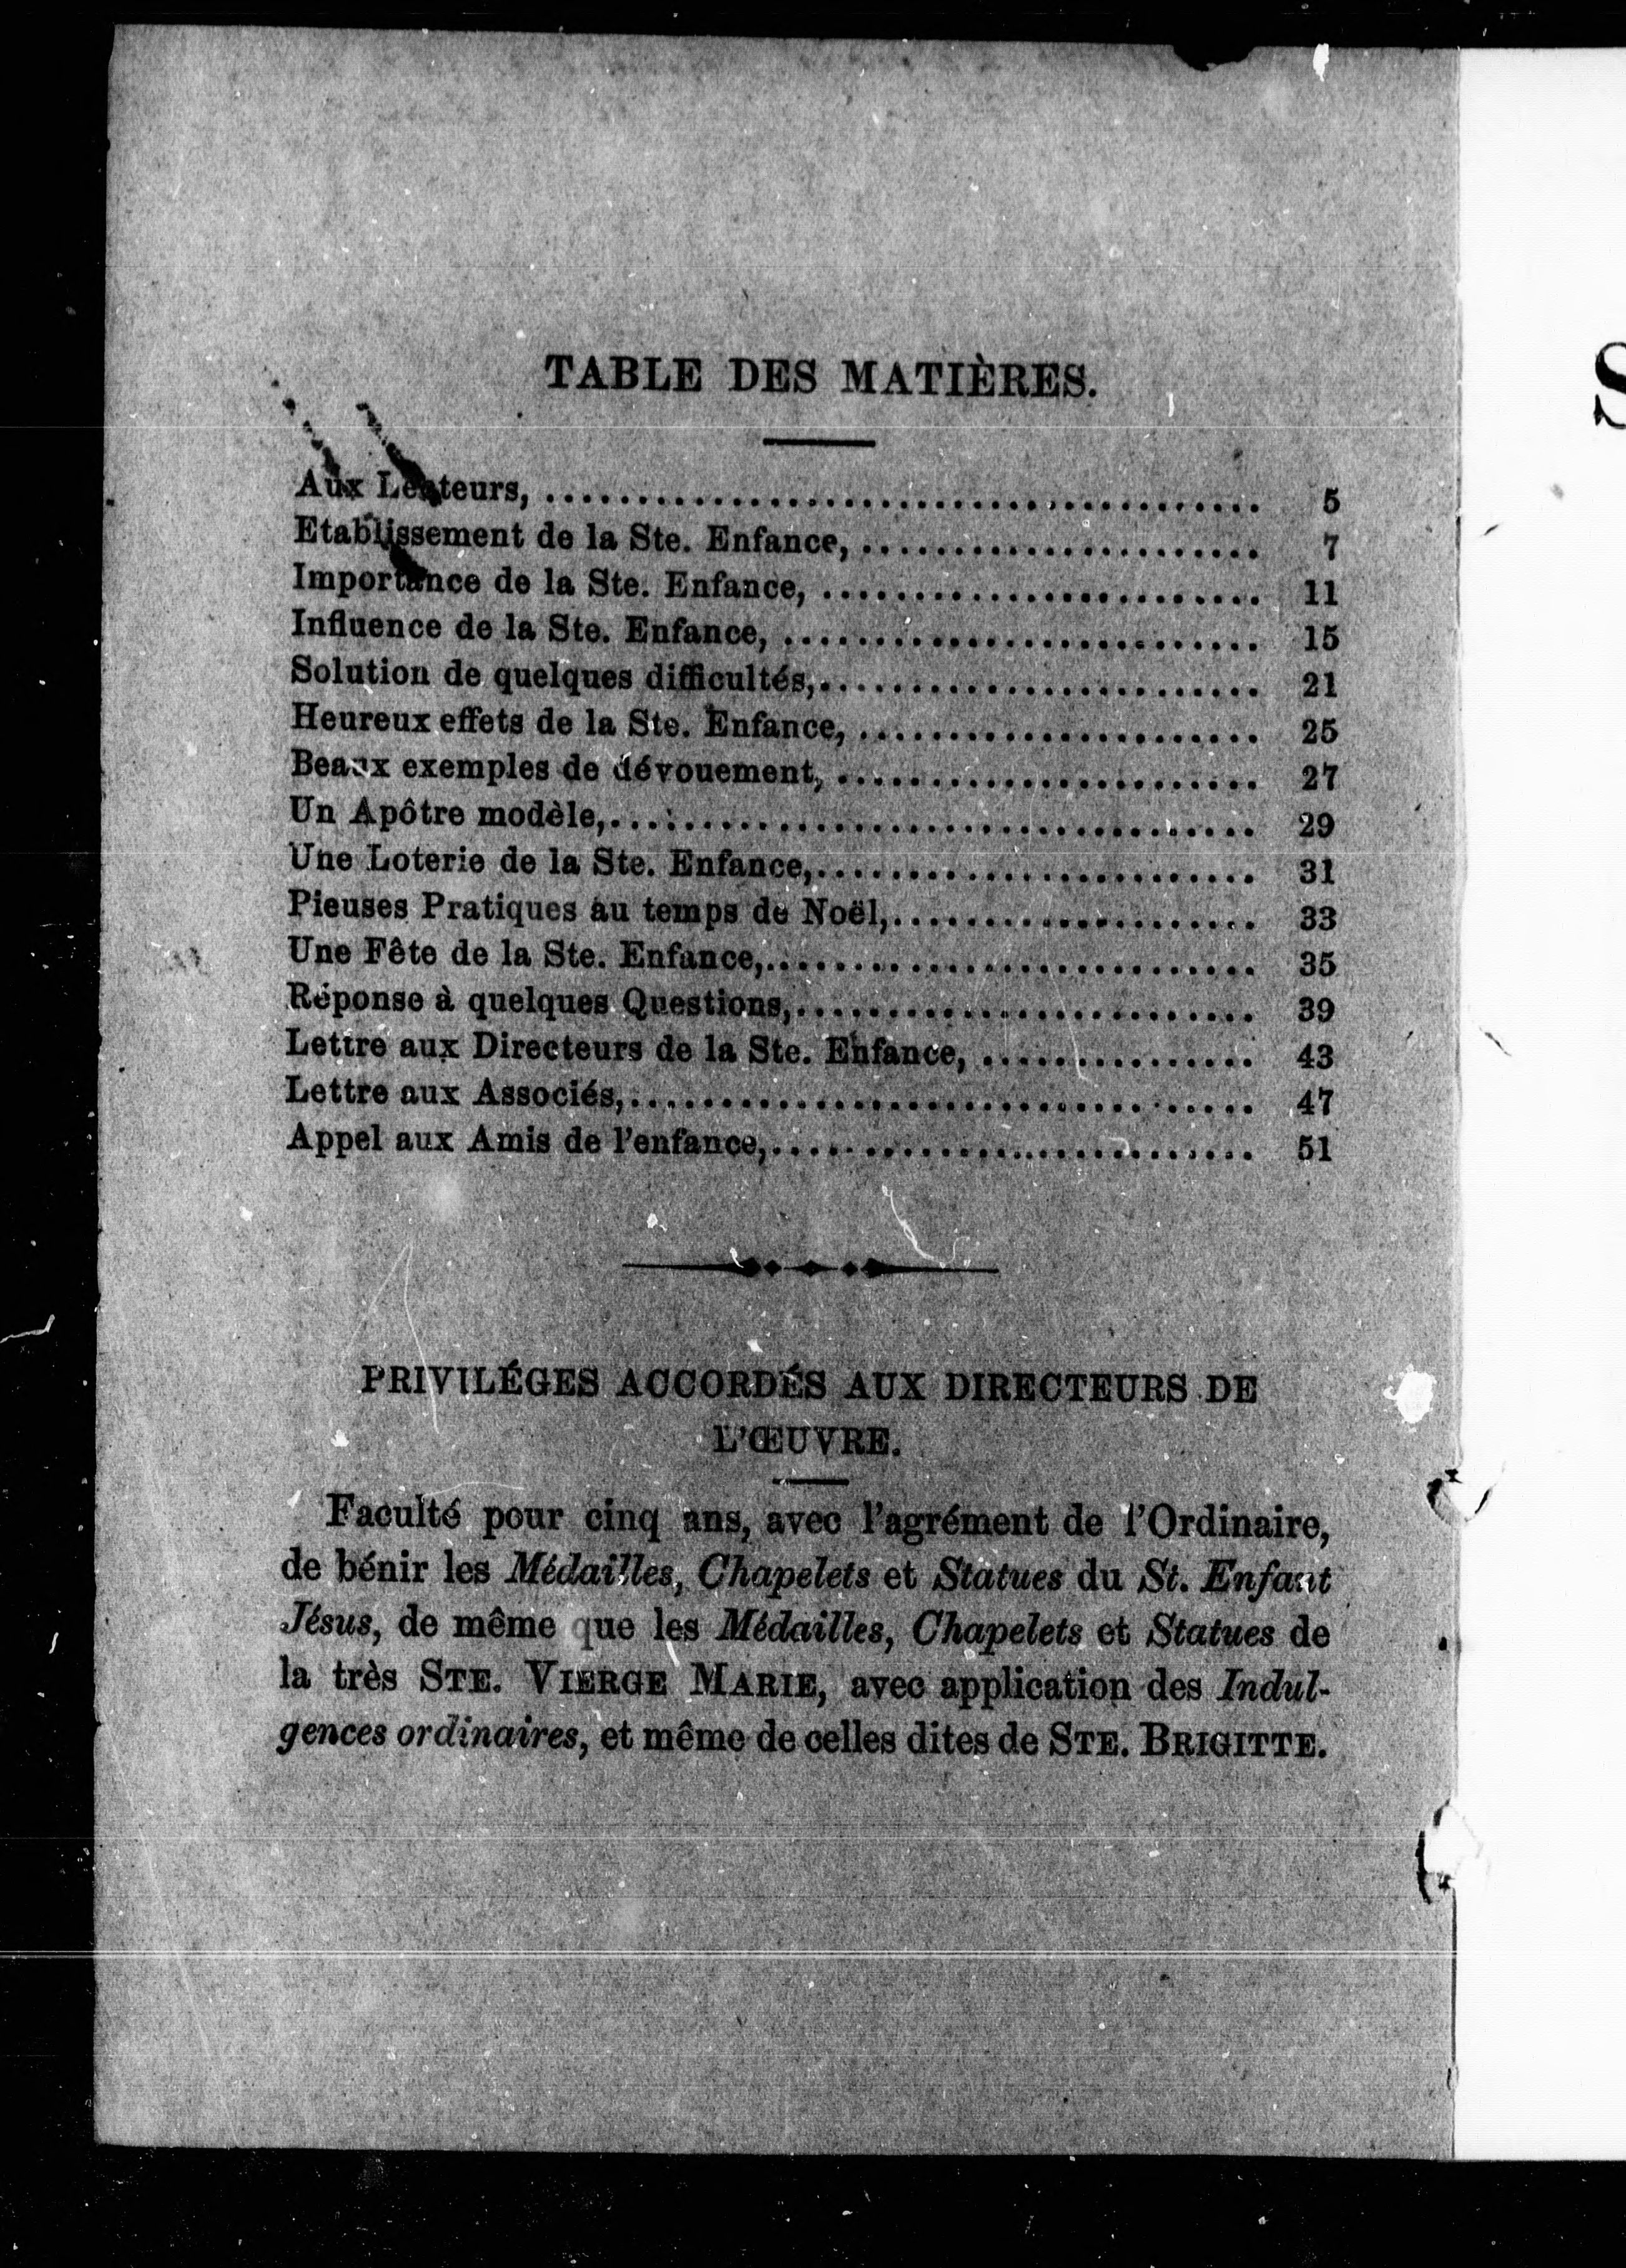 TABLE DES MATIÈRES.
Aux Lecteurs, ........................................ 5
Etablissement de la Ste. Enfance, ...................... 7
Importance de la Ste. Enfance, ........................ 11
Influence de la Ste. Enfance, .......................... 15
Solution de quelques difficultés, ........................ 21
Heureux effets de la Ste. Enfance, ...................... 25
Beaux exemples de dévouement, ....................... 27
Un Apôtre modèle, .................................... 29
Une Loterie de la Ste. Enfance, ........................ 31
Pieuses Pratiques au temps de Noël, .................... 33
Une Fête de la Ste. Enfance, ........................... 35
Réponse à quelques Questions, ......................... 39
Lettre aux Directeurs de la Ste. Enfance, ............... 43
Lettre aux Associés, ................................... 47
Appel aux Amis de l'enfance, ........................... 51
PRIVILÉGES ACCORDÉS AUX DIRECTEURS DE
L'ŒUVRE.
Faculté pour cinq ans, avec l'agrément de l'Ordinaire,
de bénir les Médailles, Chapelets et Statues du St. Enfant
Jésus, de même que les Médailles, Chapelets et Statues de
la très STE. VIERGE MARIE, avec application des Indul-
gences ordinaires, et même de celles dites de STE. BRIGITTE.
S